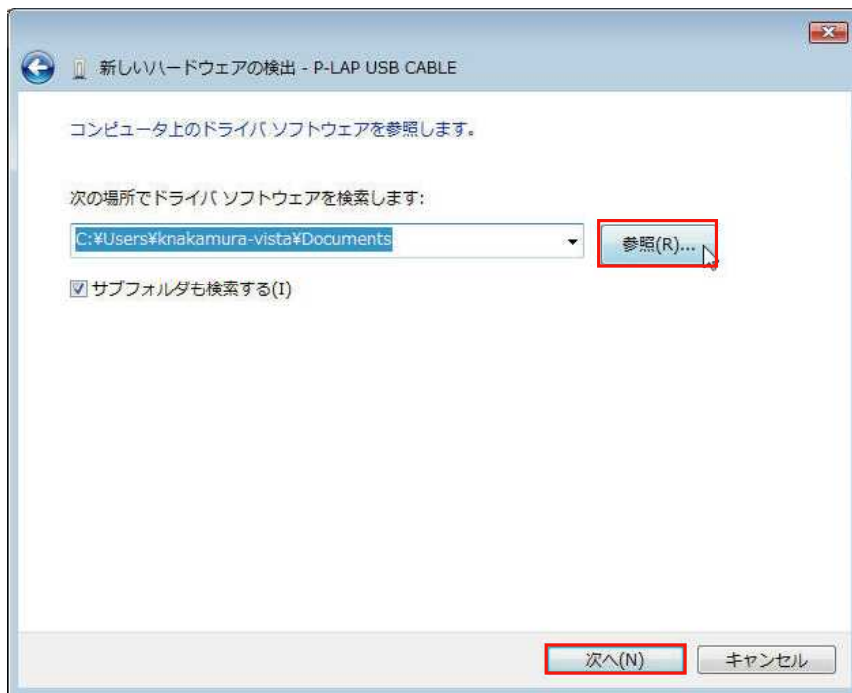 新しいハードウェアの検出 - P-LAP USB CABLE
コンピュータ上のドライバ ソフトウェアを参照します。
次の場所でドライバ ソフトウェアを検索します:
C:¥Users¥knakamura-vista¥Documents
参照(R)...
サブフォルダも検索する(I)
次へ(N)
キャンセル